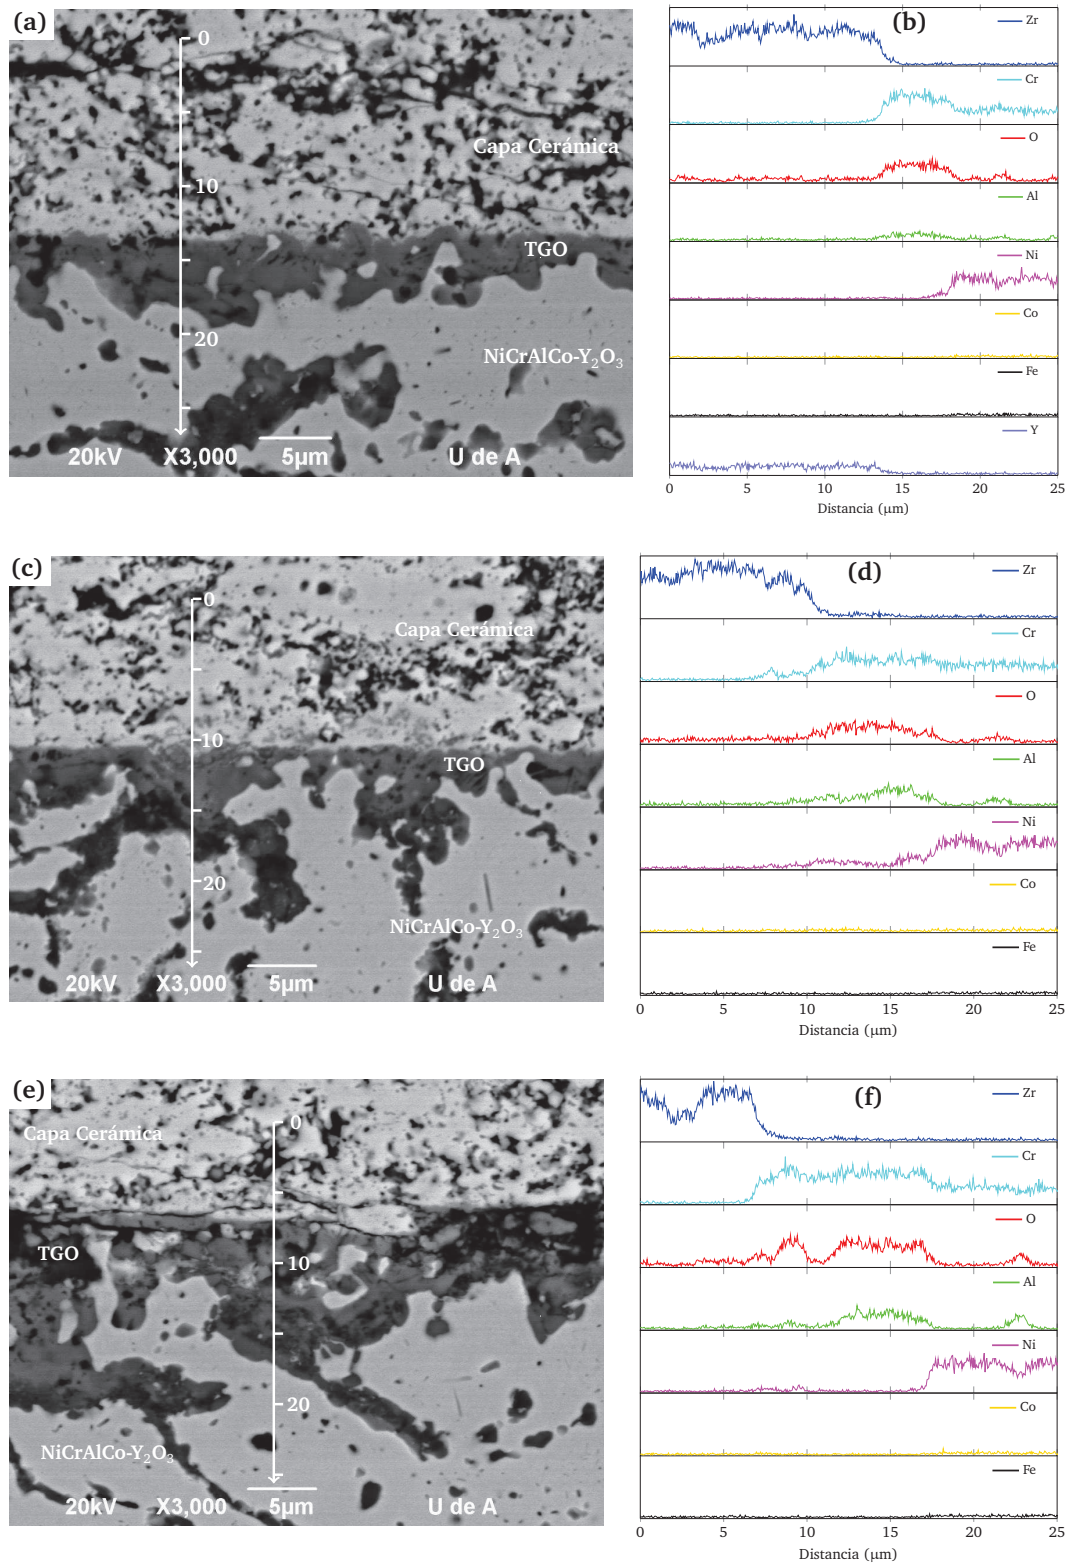 (a)
0
Capa Cerámica
10
TGO
20
NiCrAlCo-Y₂O₃
20kV X3,000 5μm U de A
(b)
Zr
Cr
O
Al
Ni
Co
Fe
Y
0 5 10 15 20 25
Distancia (μm)
(c)
0
Capa Cerámica
10
TGO
20
NiCrAlCo-Y₂O₃
20kV X3,000 5μm U de A
(d)
Zr
Cr
O
Al
Ni
Co
Fe
0 5 10 15 20 25
Distancia (μm)
(e)
0
Capa Cerámica
TGO
10
20
NiCrAlCo-Y₂O₃
20kV X3,000 5μm U de A
(f)
Zr
Cr
O
Al
Ni
Co
Fe
0 5 10 15 20 25
Distancia (μm)